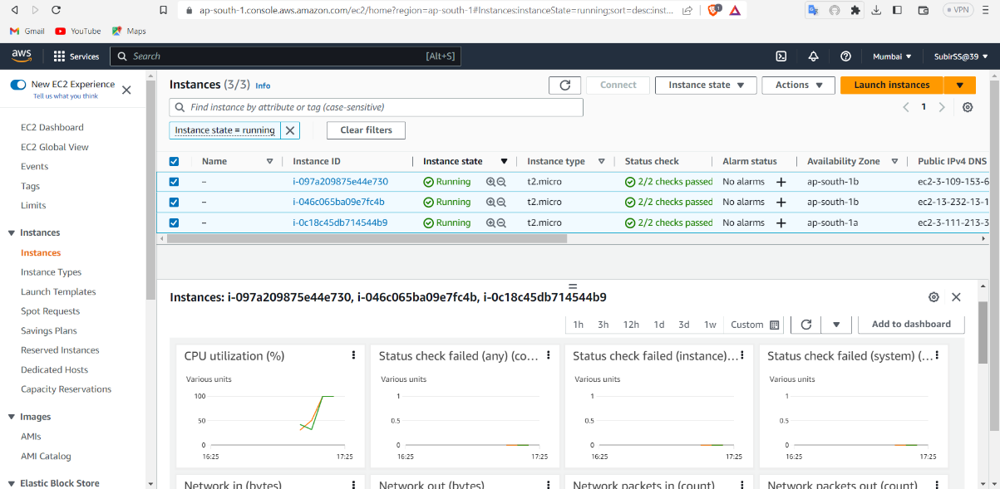 ap-south-1.console.aws.amazon.com/ec2/home?region=ap-south-1#Instances:instanceState=running;sort=desc:inst...
1
VPN
Gmail YouTube Maps
aws Services Search [Alt+S] Mumbai SubirSS@39
New EC2 Experience
Tell us what you think
EC2 Dashboard
EC2 Global View
Events
Tags
Limits
Instances
Instances
Instance Types
Launch Templates
Spot Requests
Savings Plans
Reserved Instances
Dedicated Hosts
Capacity Reservations
Images
AMIs
AMI Catalog
Elastic Block Store
Instances (3/3) Info
Connect Instance state Actions Launch instances
Find instance by attribute or tag (case-sensitive)
1
Instance state = running Clear filters
Name Instance ID Instance state Instance type Status check Alarm status Availability Zone Public IPv4 DNS
– i-097a209875e44e730 Running t2.micro 2/2 checks passed No alarms + ap-south-1b ec2-3-109-153-6
– i-046c065ba09e7fc4b Running t2.micro 2/2 checks passed No alarms + ap-south-1b ec2-13-232-13-1
– i-0c18c45db714544b9 Running t2.micro 2/2 checks passed No alarms + ap-south-1a ec2-3-111-213-3
Instances: i-097a209875e44e730, i-046c065ba09e7fc4b, i-0c18c45db714544b9
1h 3h 12h 1d 3d 1w Custom Add to dashboard
CPU utilization (%)
Various units
100
50
0
16:25 17:25
Status check failed (any) (co...
Various units
1
0.5
0
16:25 17:25
Status check failed (instance)...
Various units
1
0.5
0
16:25 17:25
Status check failed (system) (...
Various units
1
0.5
0
16:25 17:25
Network in (bytes)
Network out (bytes)
Network packets in (count)
Network packets out (count)